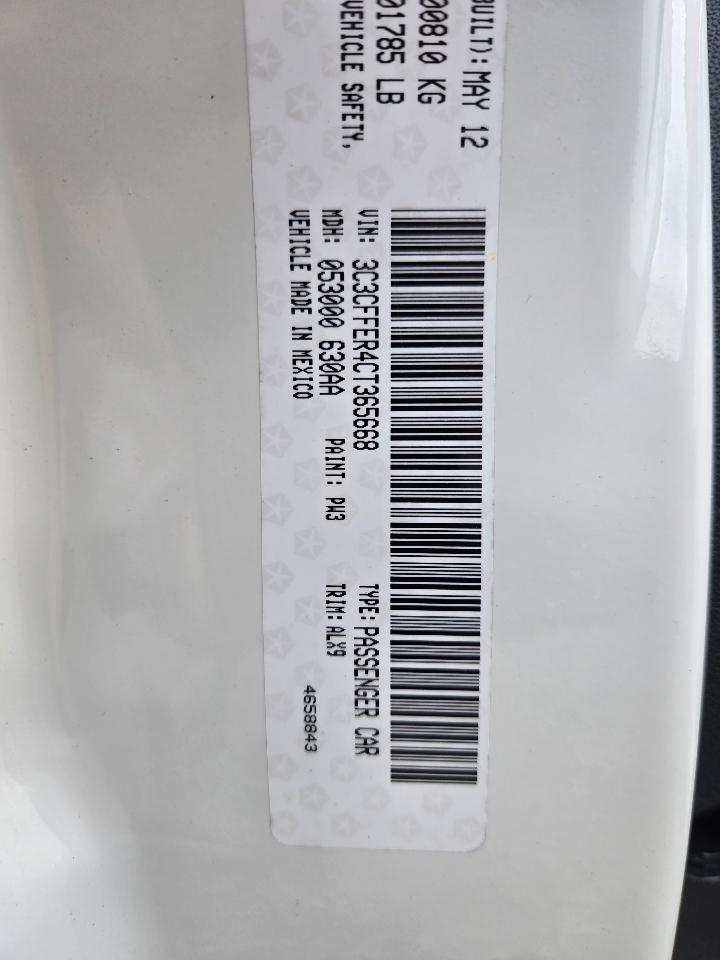 BUILT): MAY 12
00810 KG
01785 LB
VEHICLE SAFETY,
VIN: 3C3CFFER4CT365668 TYPE: PASSENGER CAR
MDH: 053000 630AA PAINT: PW3 TRIM: ALX9
VEHICLE MADE IN MEXICO
4658843